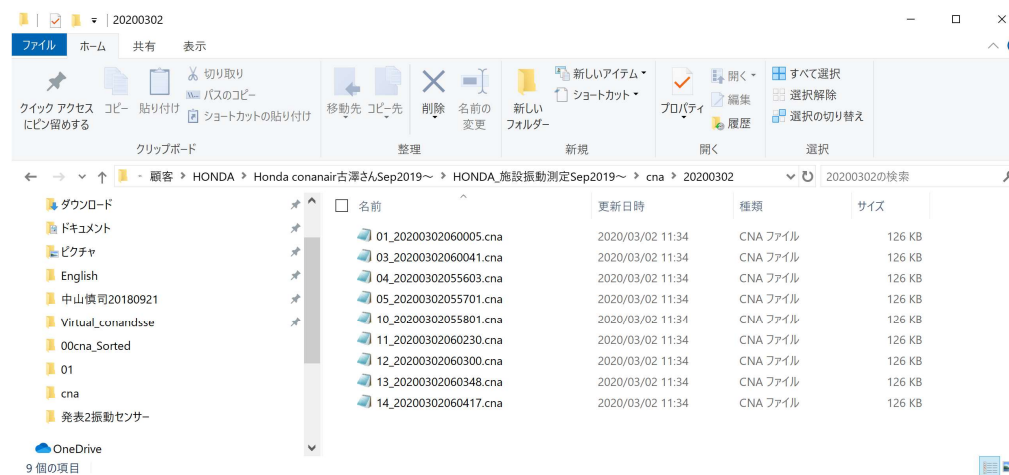 20200302
ファイル ホーム 共有 表示
クイック アクセス
にピン留めする
コピー
貼り付け
切り取り
パスのコピー
ショートカットの貼り付け
クリップボード
移動先
コピー先
削除
名前の
変更
整理
新しい
フォルダー
新しいアイテム
ショートカット
新規
プロパティ
開く
編集
履歴
開く
すべて選択
選択解除
選択の切り替え
選択
顧客 > HONDA > Honda conanair古澤さんSep2019～ > HONDA_施設振動測定Sep2019～ > cna > 20200302
20200302の検索
ダウンロード
ドキュメント
ピクチャ
English
中山慎司20180921
Virtual_conandsse
00cna_Sorted
01
cna
発表2振動センサー
OneDrive
名前 更新日時 種類 サイズ
01_20200302060005.cna 2020/03/02 11:34 CNA ファイル 126 KB
03_20200302060041.cna 2020/03/02 11:34 CNA ファイル 126 KB
04_20200302055603.cna 2020/03/02 11:34 CNA ファイル 126 KB
05_20200302055701.cna 2020/03/02 11:34 CNA ファイル 126 KB
10_20200302055801.cna 2020/03/02 11:34 CNA ファイル 126 KB
11_20200302060230.cna 2020/03/02 11:34 CNA ファイル 126 KB
12_20200302060300.cna 2020/03/02 11:34 CNA ファイル 126 KB
13_20200302060348.cna 2020/03/02 11:34 CNA ファイル 126 KB
14_20200302060417.cna 2020/03/02 11:34 CNA ファイル 126 KB
9 個の項目